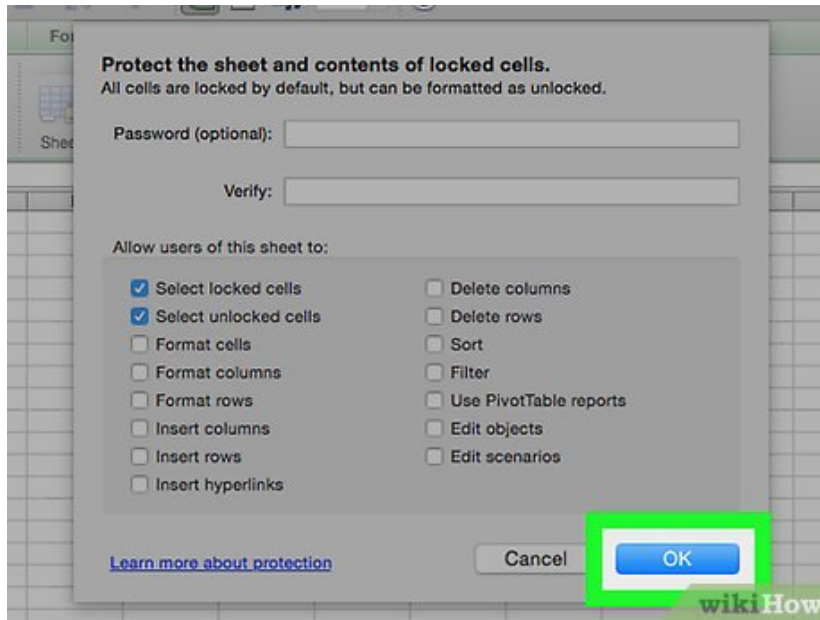 Protect the sheet and contents of locked cells.
All cells are locked by default, but can be formatted as unlocked.
Password (optional):
Verify:
Allow users of this sheet to:
Select locked cells
Select unlocked cells
Format cells
Format columns
Format rows
Insert columns
Insert rows
Insert hyperlinks
Delete columns
Delete rows
Sort
Filter
Use PivotTable reports
Edit objects
Edit scenarios
Learn more about protection
Cancel
OK
wikiHow